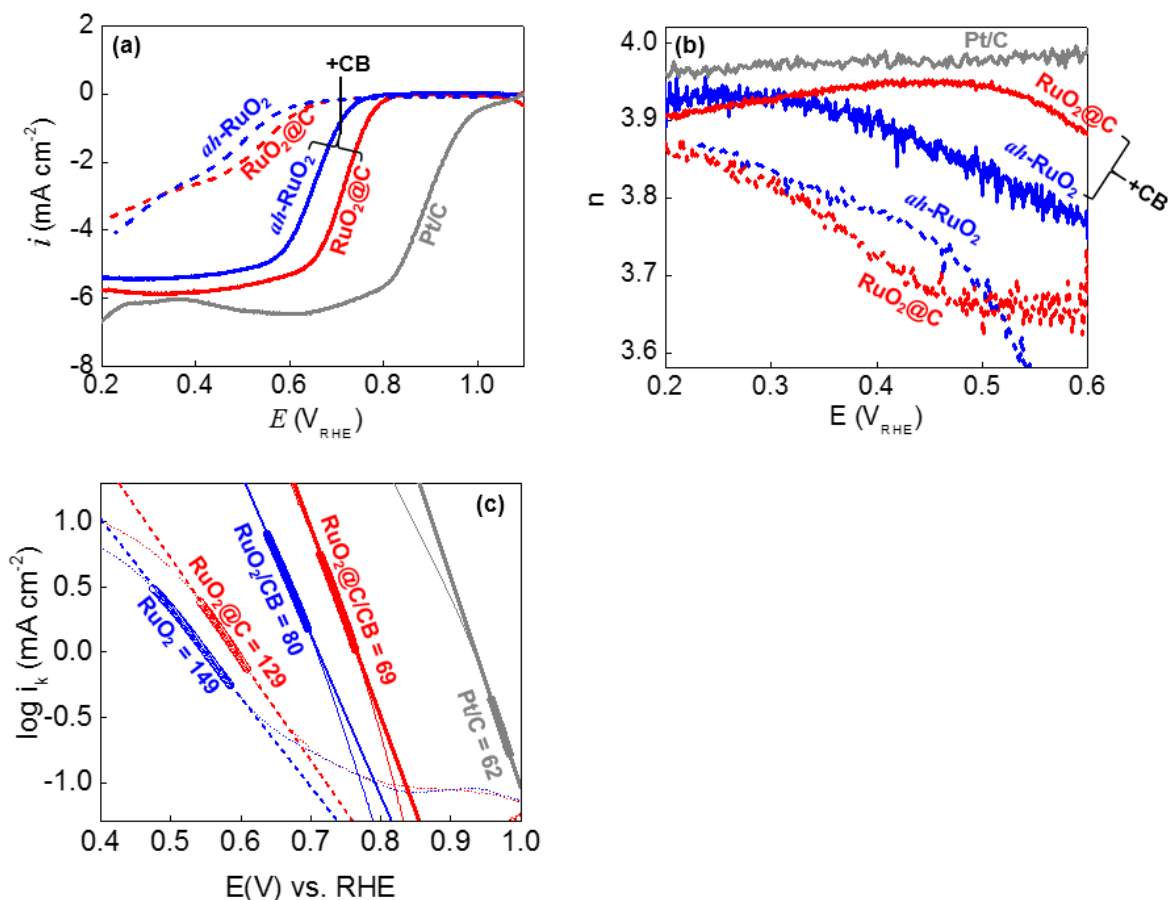 (a)
+CB
ah-RuO₂
RuO₂@C
ah-RuO₂
RuO₂@C
Pt/C
2
0
-2
-4
-6
-8
i (mA cm⁻²)
0.2 0.4 0.6 0.8 1.0
E (V_RHE)
(b)
Pt/C
RuO₂@C
ah-RuO₂
+CB
ah-RuO₂
RuO₂@C
4.0
3.9
3.8
3.7
3.6
n
0.2 0.3 0.4 0.5 0.6
E (V_RHE)
(c)
RuO₂ = 149
RuO₂@C = 129
RuO₂/CB = 80
RuO₂@C/CB = 69
Pt/C = 62
1.0
0.5
0.0
-0.5
-1.0
log i_k (mA cm⁻²)
0.4 0.5 0.6 0.7 0.8 0.9 1.0
E(V) vs. RHE